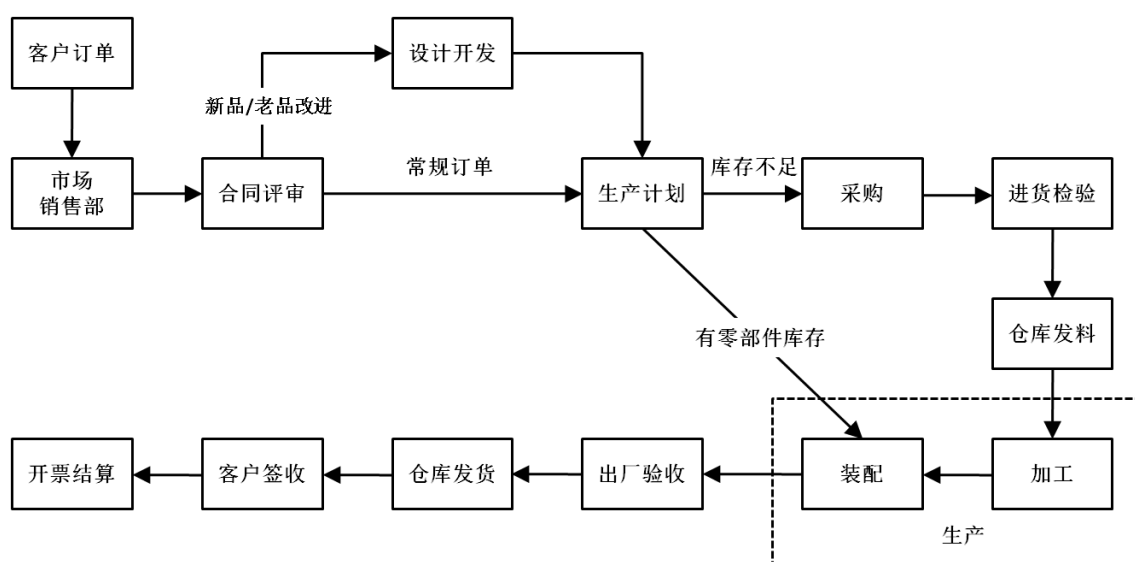 客户订单
设计开发
新品/老品改进
市场
销售部
合同评审
常规订单
生产计划
库存不足
采购
进货检验
有零部件库存
仓库发料
开票结算
客户签收
仓库发货
出厂验收
装配
加工
生产